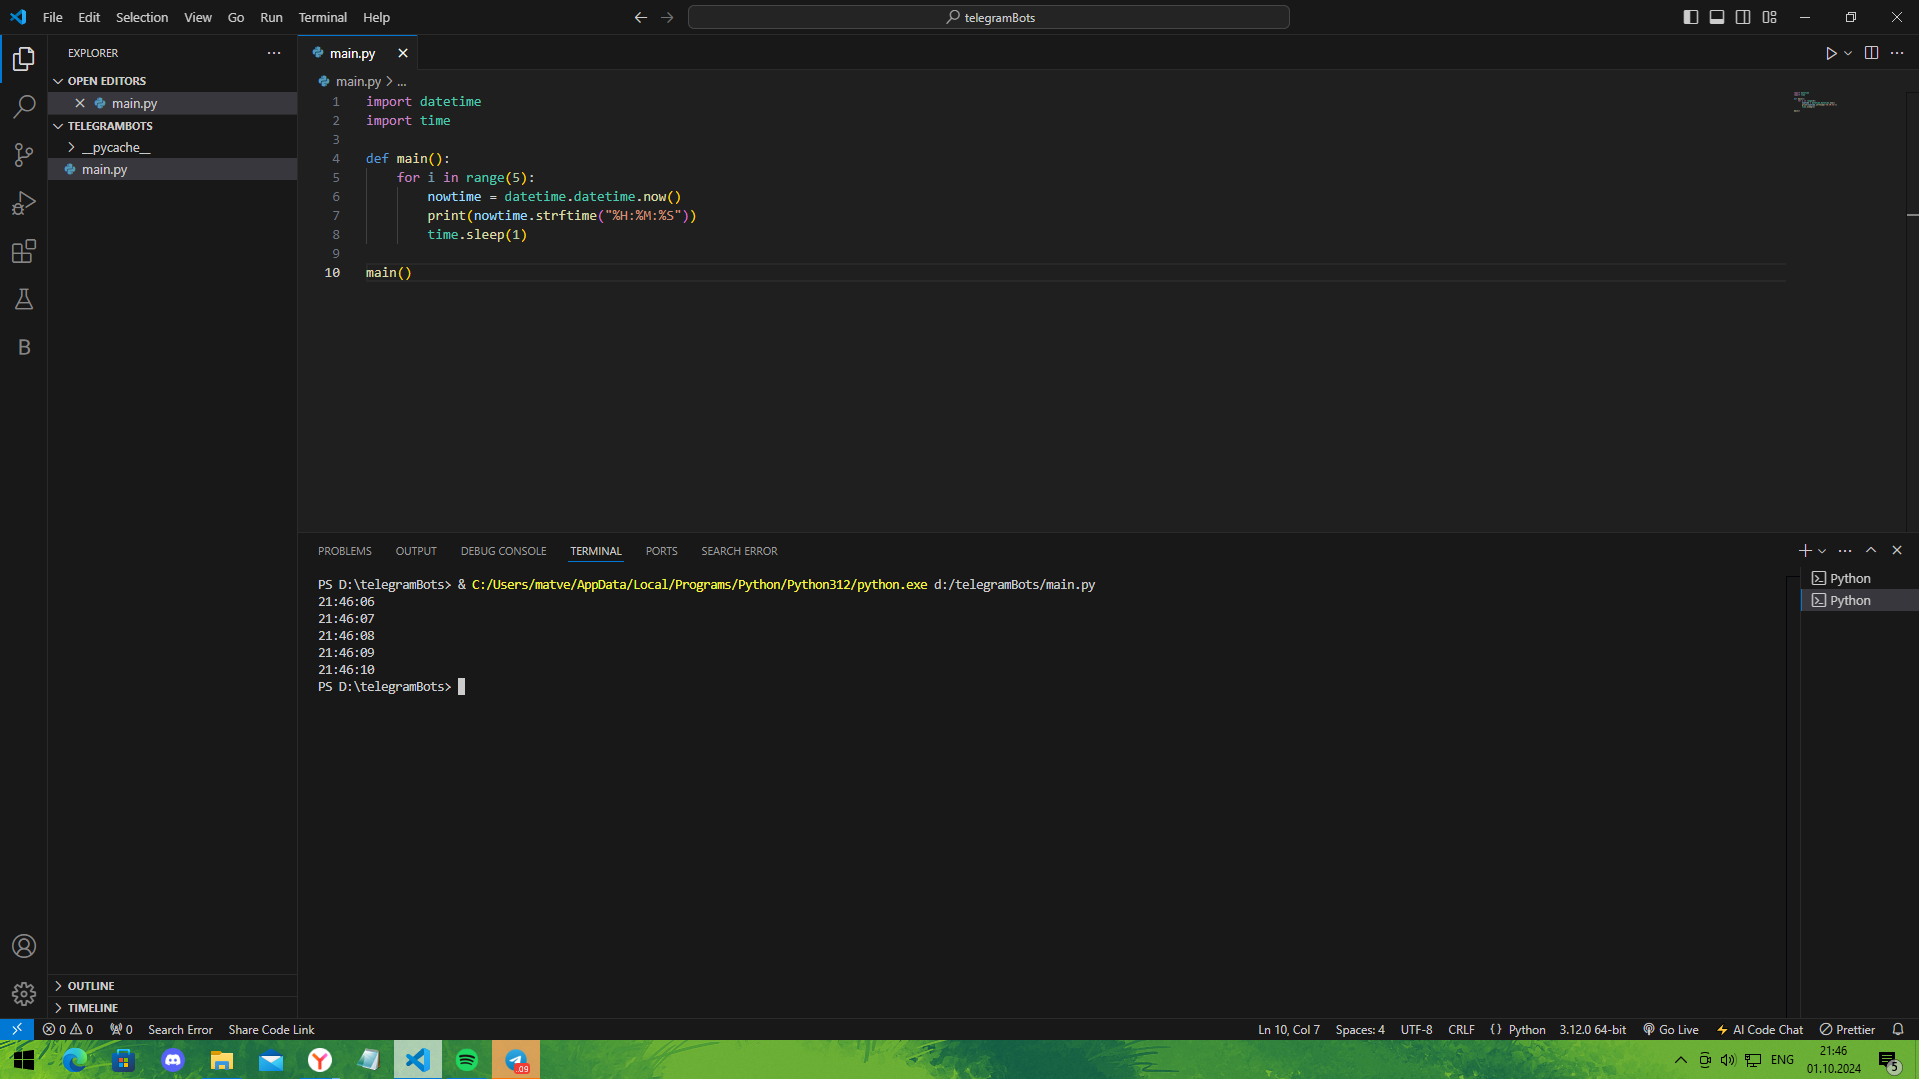 File Edit Selection View Go Run Terminal Help
telegramBots
EXPLORER
OPEN EDITORS
main.py
TELEGRAMBOTS
__pycache__
main.py
OUTLINE
TIMELINE
main.py
main.py > ...
1 import datetime
2 import time
3
4 def main():
5 for i in range(5):
6 nowtime = datetime.datetime.now()
7 print(nowtime.strftime("%H:%M:%S"))
8 time.sleep(1)
9
10 main()
PROBLEMS OUTPUT DEBUG CONSOLE TERMINAL PORTS SEARCH ERROR
PS D:\telegramBots> & C:/Users/matve/AppData/Local/Programs/Python/Python312/python.exe d:/telegramBots/main.py
21:46:06
21:46:07
21:46:08
21:46:09
21:46:10
PS D:\telegramBots>
Python
Python
0 0 0 Search Error Share Code Link Ln 10, Col 7 Spaces: 4 UTF-8 CRLF {} Python 3.12.0 64-bit Go Live AI Code Chat Prettier
B
.09
ENG
21:46
01.10.2024
5